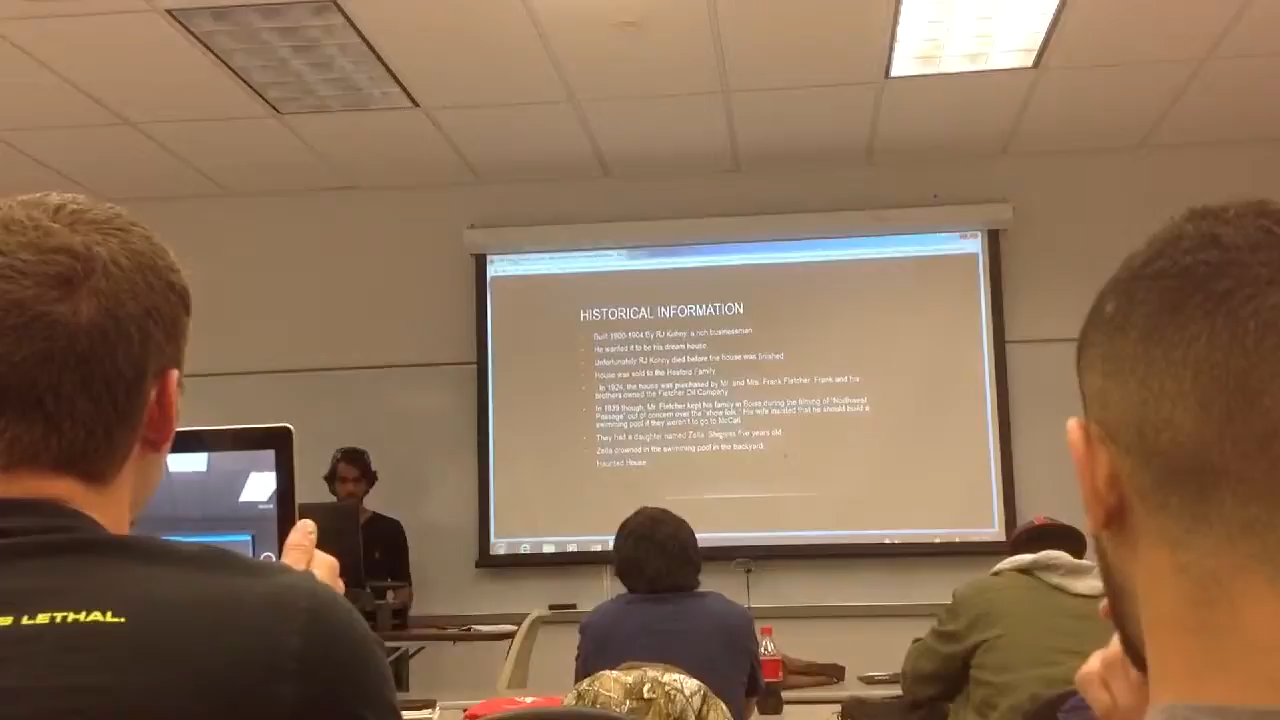 HISTORICAL INFORMATION
Built 1900-1904 By RJ Kohny, a rich businessman
He wanted it to be his dream house.
Unfortunately RJ Kohny died before the house was finished
House was sold to the Hosford Family
In 1924, the house was purchased by Mr. and Mrs. Frank Fletcher. Frank and his
brothers owned the Fletcher Oil Company
In 1939 though, Mr. Fletcher kept his family in Boise during the filming of "Northwest
Passage" out of concern over the "show folk." His wife insisted that he should build a
swimming pool if they weren't to go to McCall
They had a daughter named Zella. She was five years old
Zella drowned in the swimming pool in the backyard.
Haunted House
LETHAL.